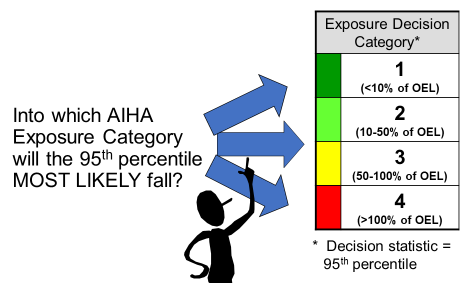 Into which AIHA
Exposure Category
will the 95th percentile
MOST LIKELY fall?
Exposure Decision
Category*
1
(<10% of OEL)
2
(10-50% of OEL)
3
(50-100% of OEL)
4
(>100% of OEL)
* Decision statistic =
95th percentile